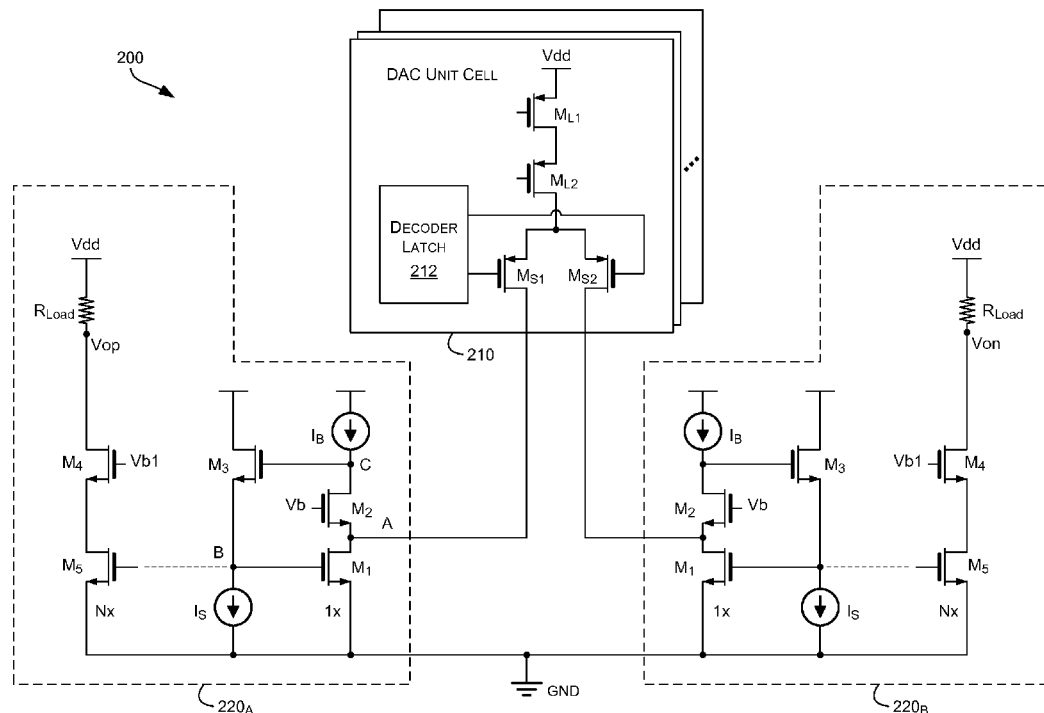 200
DAC UNIT CELL
Vdd
ML1
ML2
DECODER
LATCH
212
MS1
MS2
210
Vdd
RLoad
Vop
IB
M4
Vb1
M3
C
Vb
M2
A
B
M5
M1
Nx
IS
1x
220A
GND
Vdd
RLoad
Von
IB
M3
Vb1
M4
M2
Vb
M1
M5
1x
IS
Nx
220B